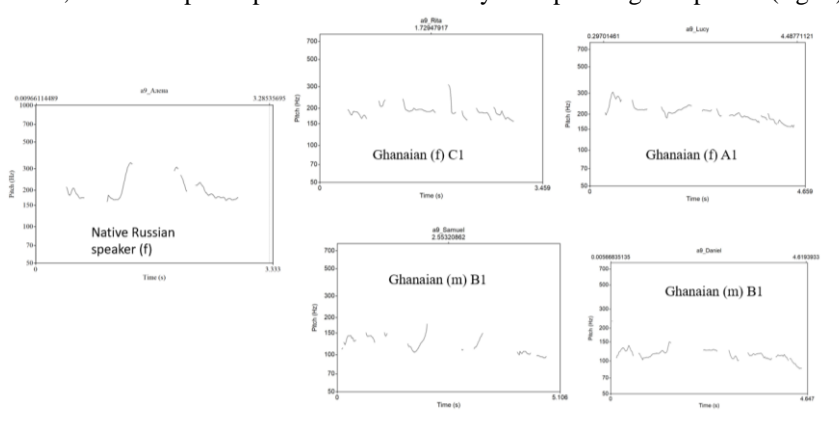 a9_Алена
0.00966114489 3.28335695
1000
700
500
300
200
150
100
70
50
Pitch (Hz)
Native Russian
speaker (f)
0 3.333
Time (s)
a9_Rita
1.72947917
700
500
300
200
150
100
70
50
Pitch (Hz)
Ghanaian (f) C1
0 3.459
Time (s)
a9_Lucy
0.29701461 4.48771121
700
500
300
200
150
100
70
50
Pitch (Hz)
Ghanaian (f) A1
0 4.659
Time (s)
a9_Samuel
2.55320862
700
500
300
200
150
100
70
50
Pitch (Hz)
Ghanaian (m) B1
0 5.106
Time (s)
a9_Daniel
4.6193803
700
500
300
200
150
100
70
50
Pitch (Hz)
Ghanaian (m) B1
0 4.647
Time (s)